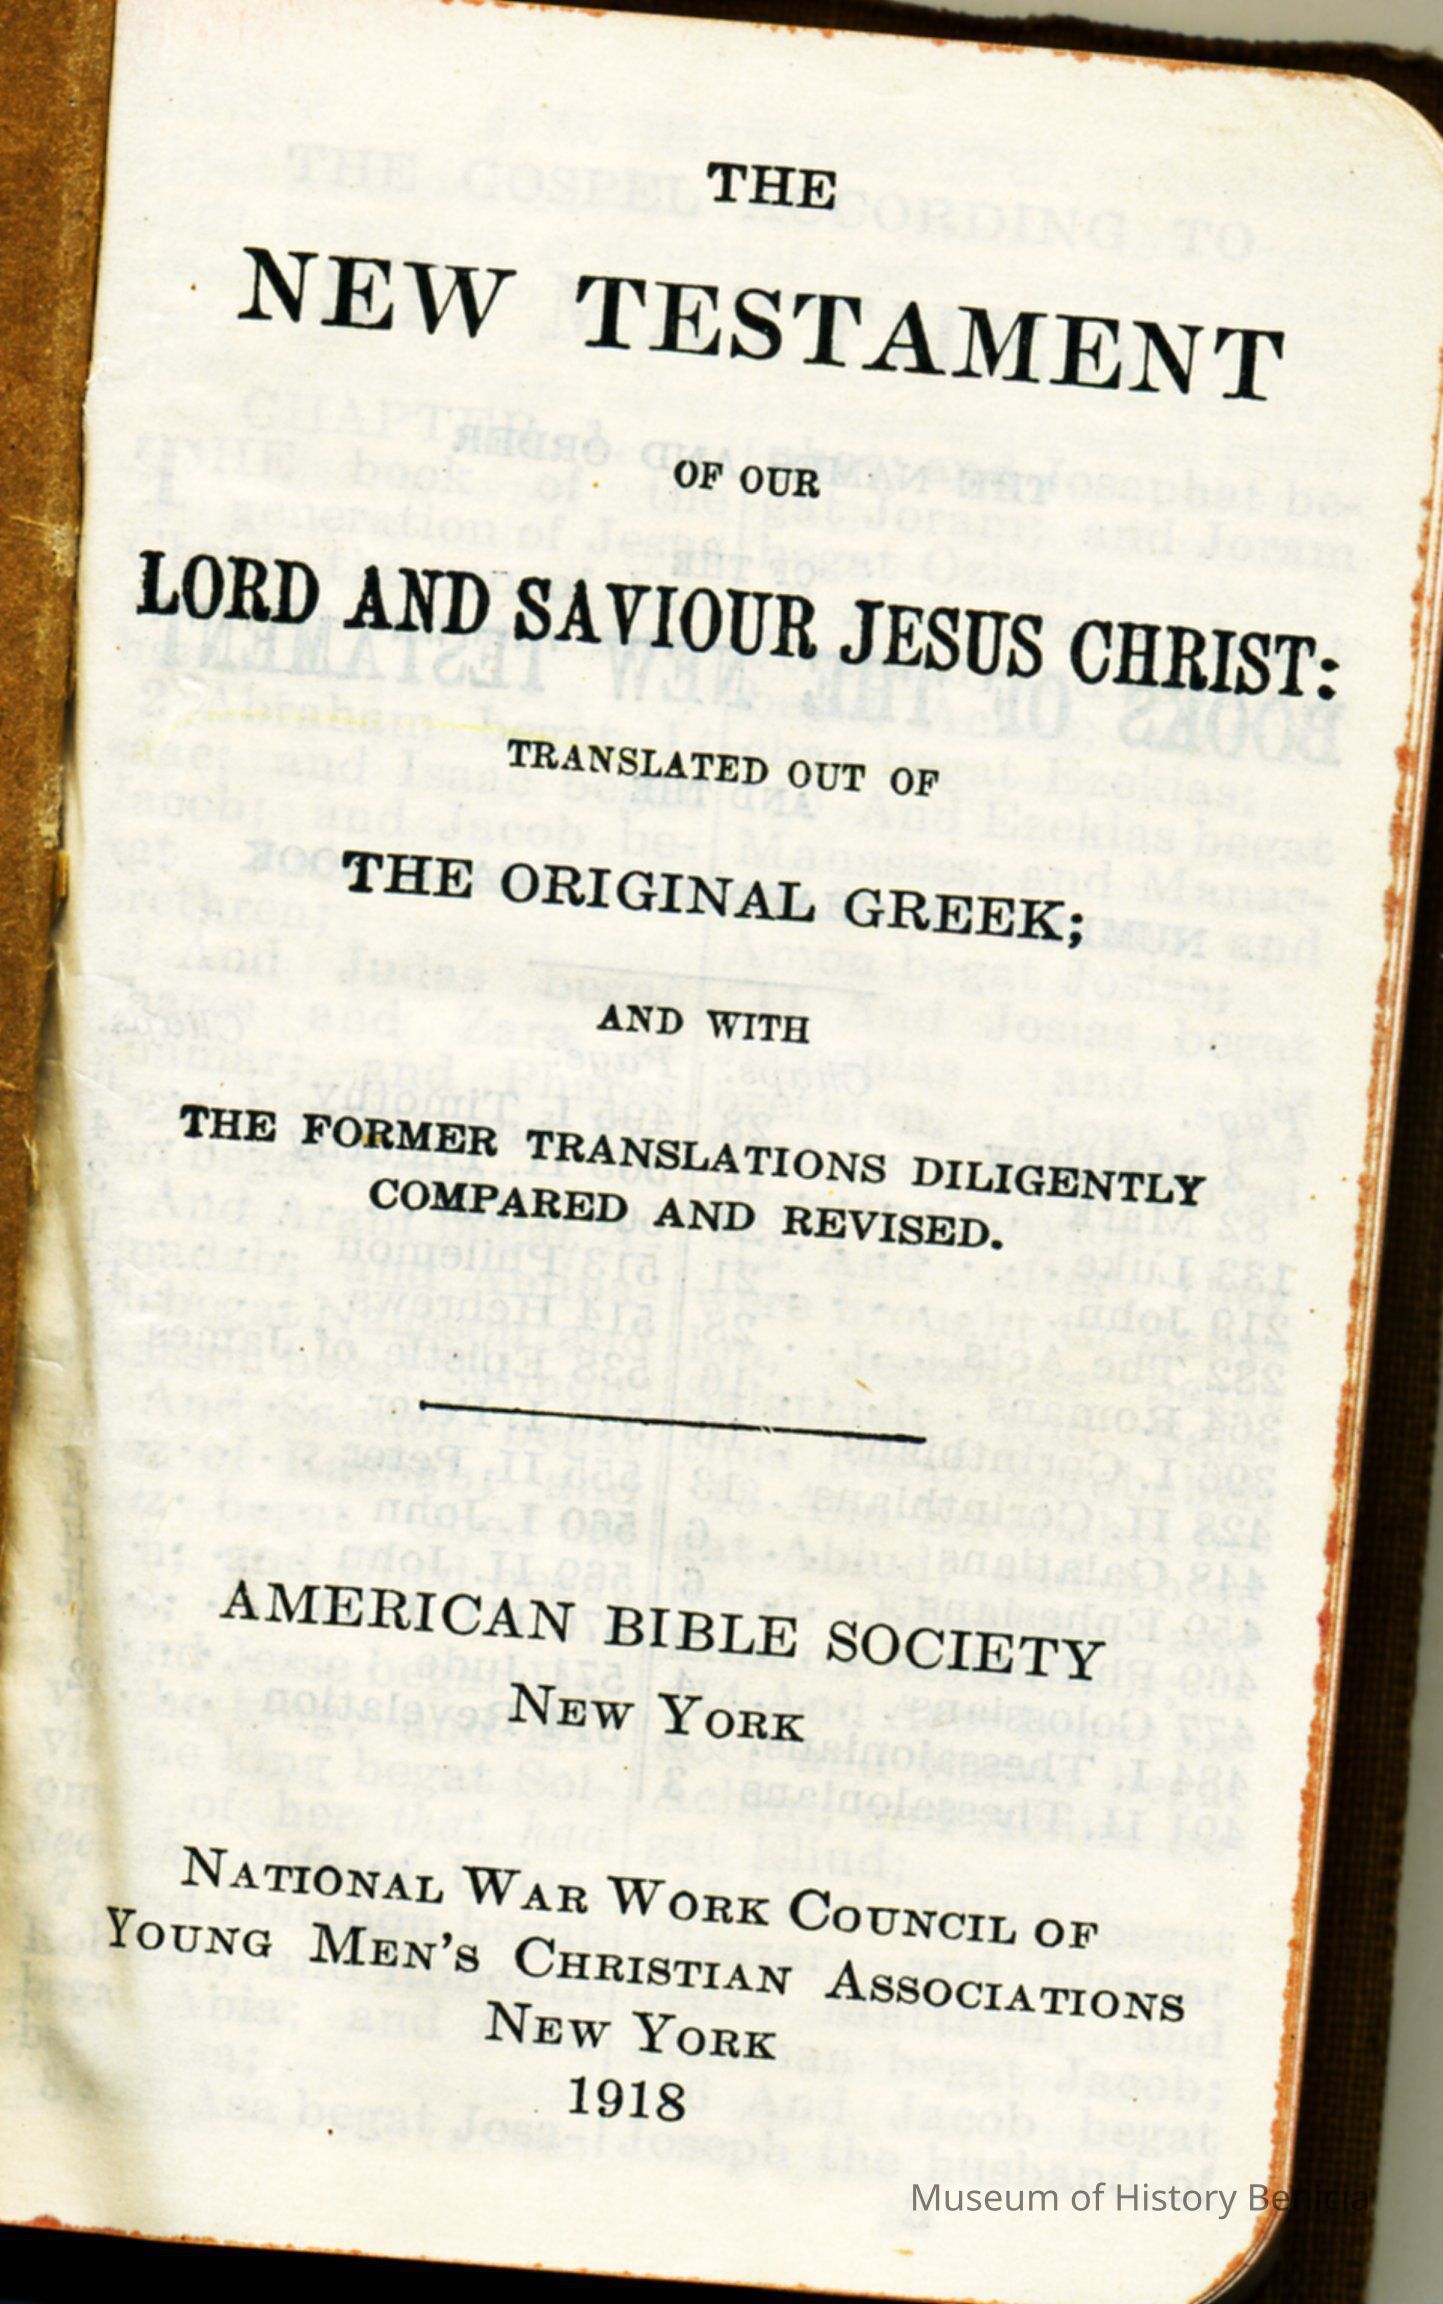 THE
NEW TESTAMENT
OF OUR
LORD AND SAVIOUR JESUS CHRIST:
TRANSLATED OUT OF
THE ORIGINAL GREEK;
AND WITH
THE FORMER TRANSLATIONS DILIGENTLY
COMPARED AND REVISED.
AMERICAN BIBLE SOCIETY
NEW YORK
NATIONAL WAR WORK COUNCIL OF
YOUNG MEN'S CHRISTIAN ASSOCIATIONS
NEW YORK
1918
Museum of History Benicia